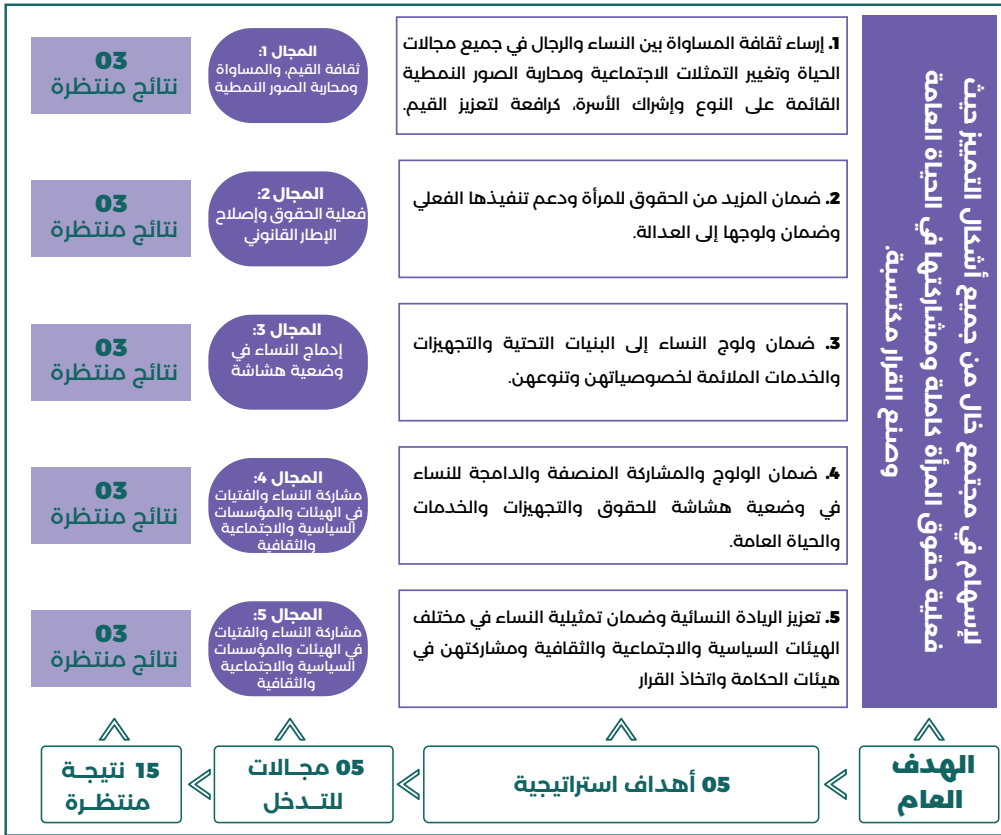 لإسهام في مجتمع خال من جميع أشكال التمييز حيث
فعلية حقوق المرأة كاملة ومشاركتها في الحياة العامة
وصنع القرار مكتسبة.
1. إرساء ثقافة المساواة بين النساء والرجال في جميع مجالات
الحياة وتغيير التمثلات الاجتماعية ومحاربة الصور النمطية
القائمة على النوع وإشراك الأسرة، كرافعة لتعزيز القيم.
المجال 1:
ثقافة القيم، والمساواة
ومحاربة الصور النمطية
03
نتائج منتظرة
2. ضمان المزيد من الحقوق للمرأة ودعم تنفيذها الفعلي
وضمان ولوجها إلى العدالة.
المجال 2:
فعلية الحقوق وإصلاح
الإطار القانوني
03
نتائج منتظرة
3. ضمان ولوج النساء إلى البنيات التحتية والتجهيزات
والخدمات الملائمة لخصوصياتهن وتنوعهن.
المجال 3:
إدماج النساء في
وضعية هشاشة
03
نتائج منتظرة
4. ضمان الولوج والمشاركة المنصفة والدامجة للنساء
في وضعية هشاشة للحقوق والتجهيزات والخدمات
والحياة العامة.
المجال 4:
مشاركة النساء والفتيات
في الهيئات والمؤسسات
السياسية والاجتماعية
والثقافية
03
نتائج منتظرة
5. تعزيز الريادة النسائية وضمان تمثيلية النساء في مختلف
الهيئات السياسية والاجتماعية والثقافية ومشاركتهن في
هيئات الحكامة واتخاذ القرار
المجال 5:
مشاركة النساء والفتيات
في الهيئات والمؤسسات
السياسية والاجتماعية
والثقافية
03
نتائج منتظرة
الهدف
العام
05 أهداف استراتيجية
05 مجـالات
للتـدخل
15 نتيجـة
منتظـرة